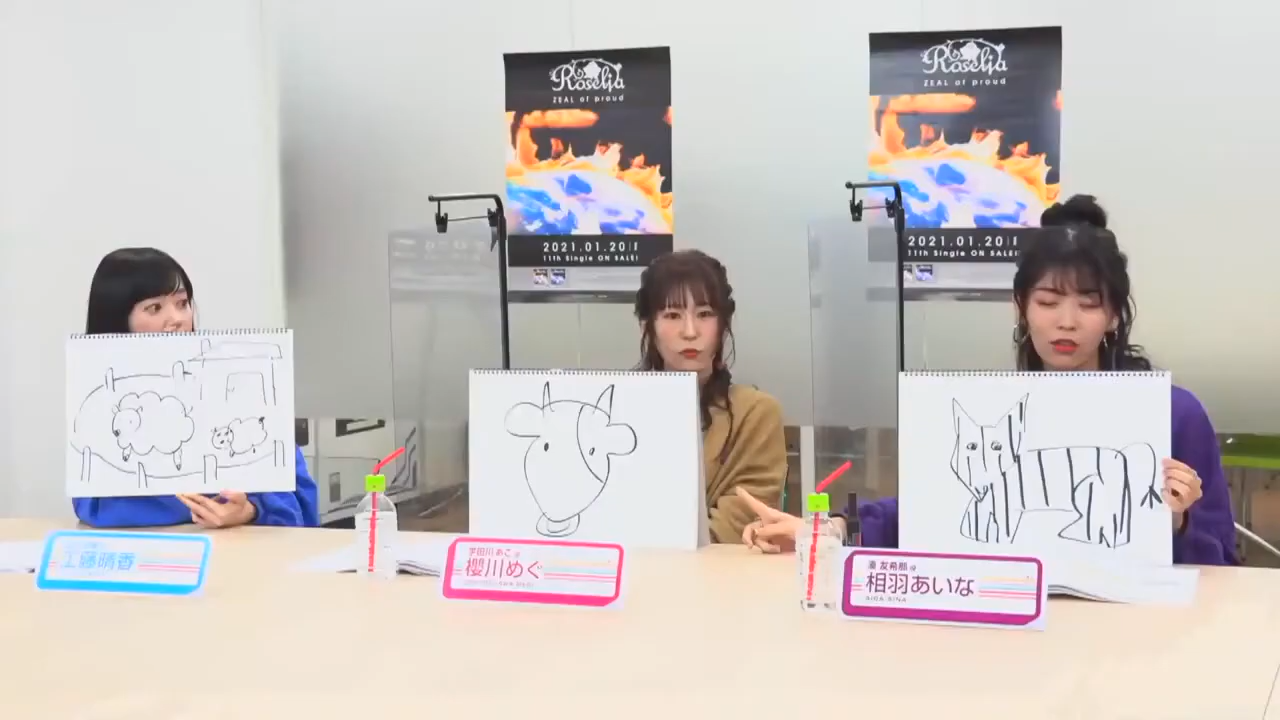 Roselia
ZEAL of proud
2021.01.20
11th Single ON SALE!
Roselia
ZEAL of proud
2021.01.20
11th Single ON SALE!
工藤晴香
宇田川 あこ 役
櫻川めぐ
湊 友希那 役
相羽あいな
AIBA AINA